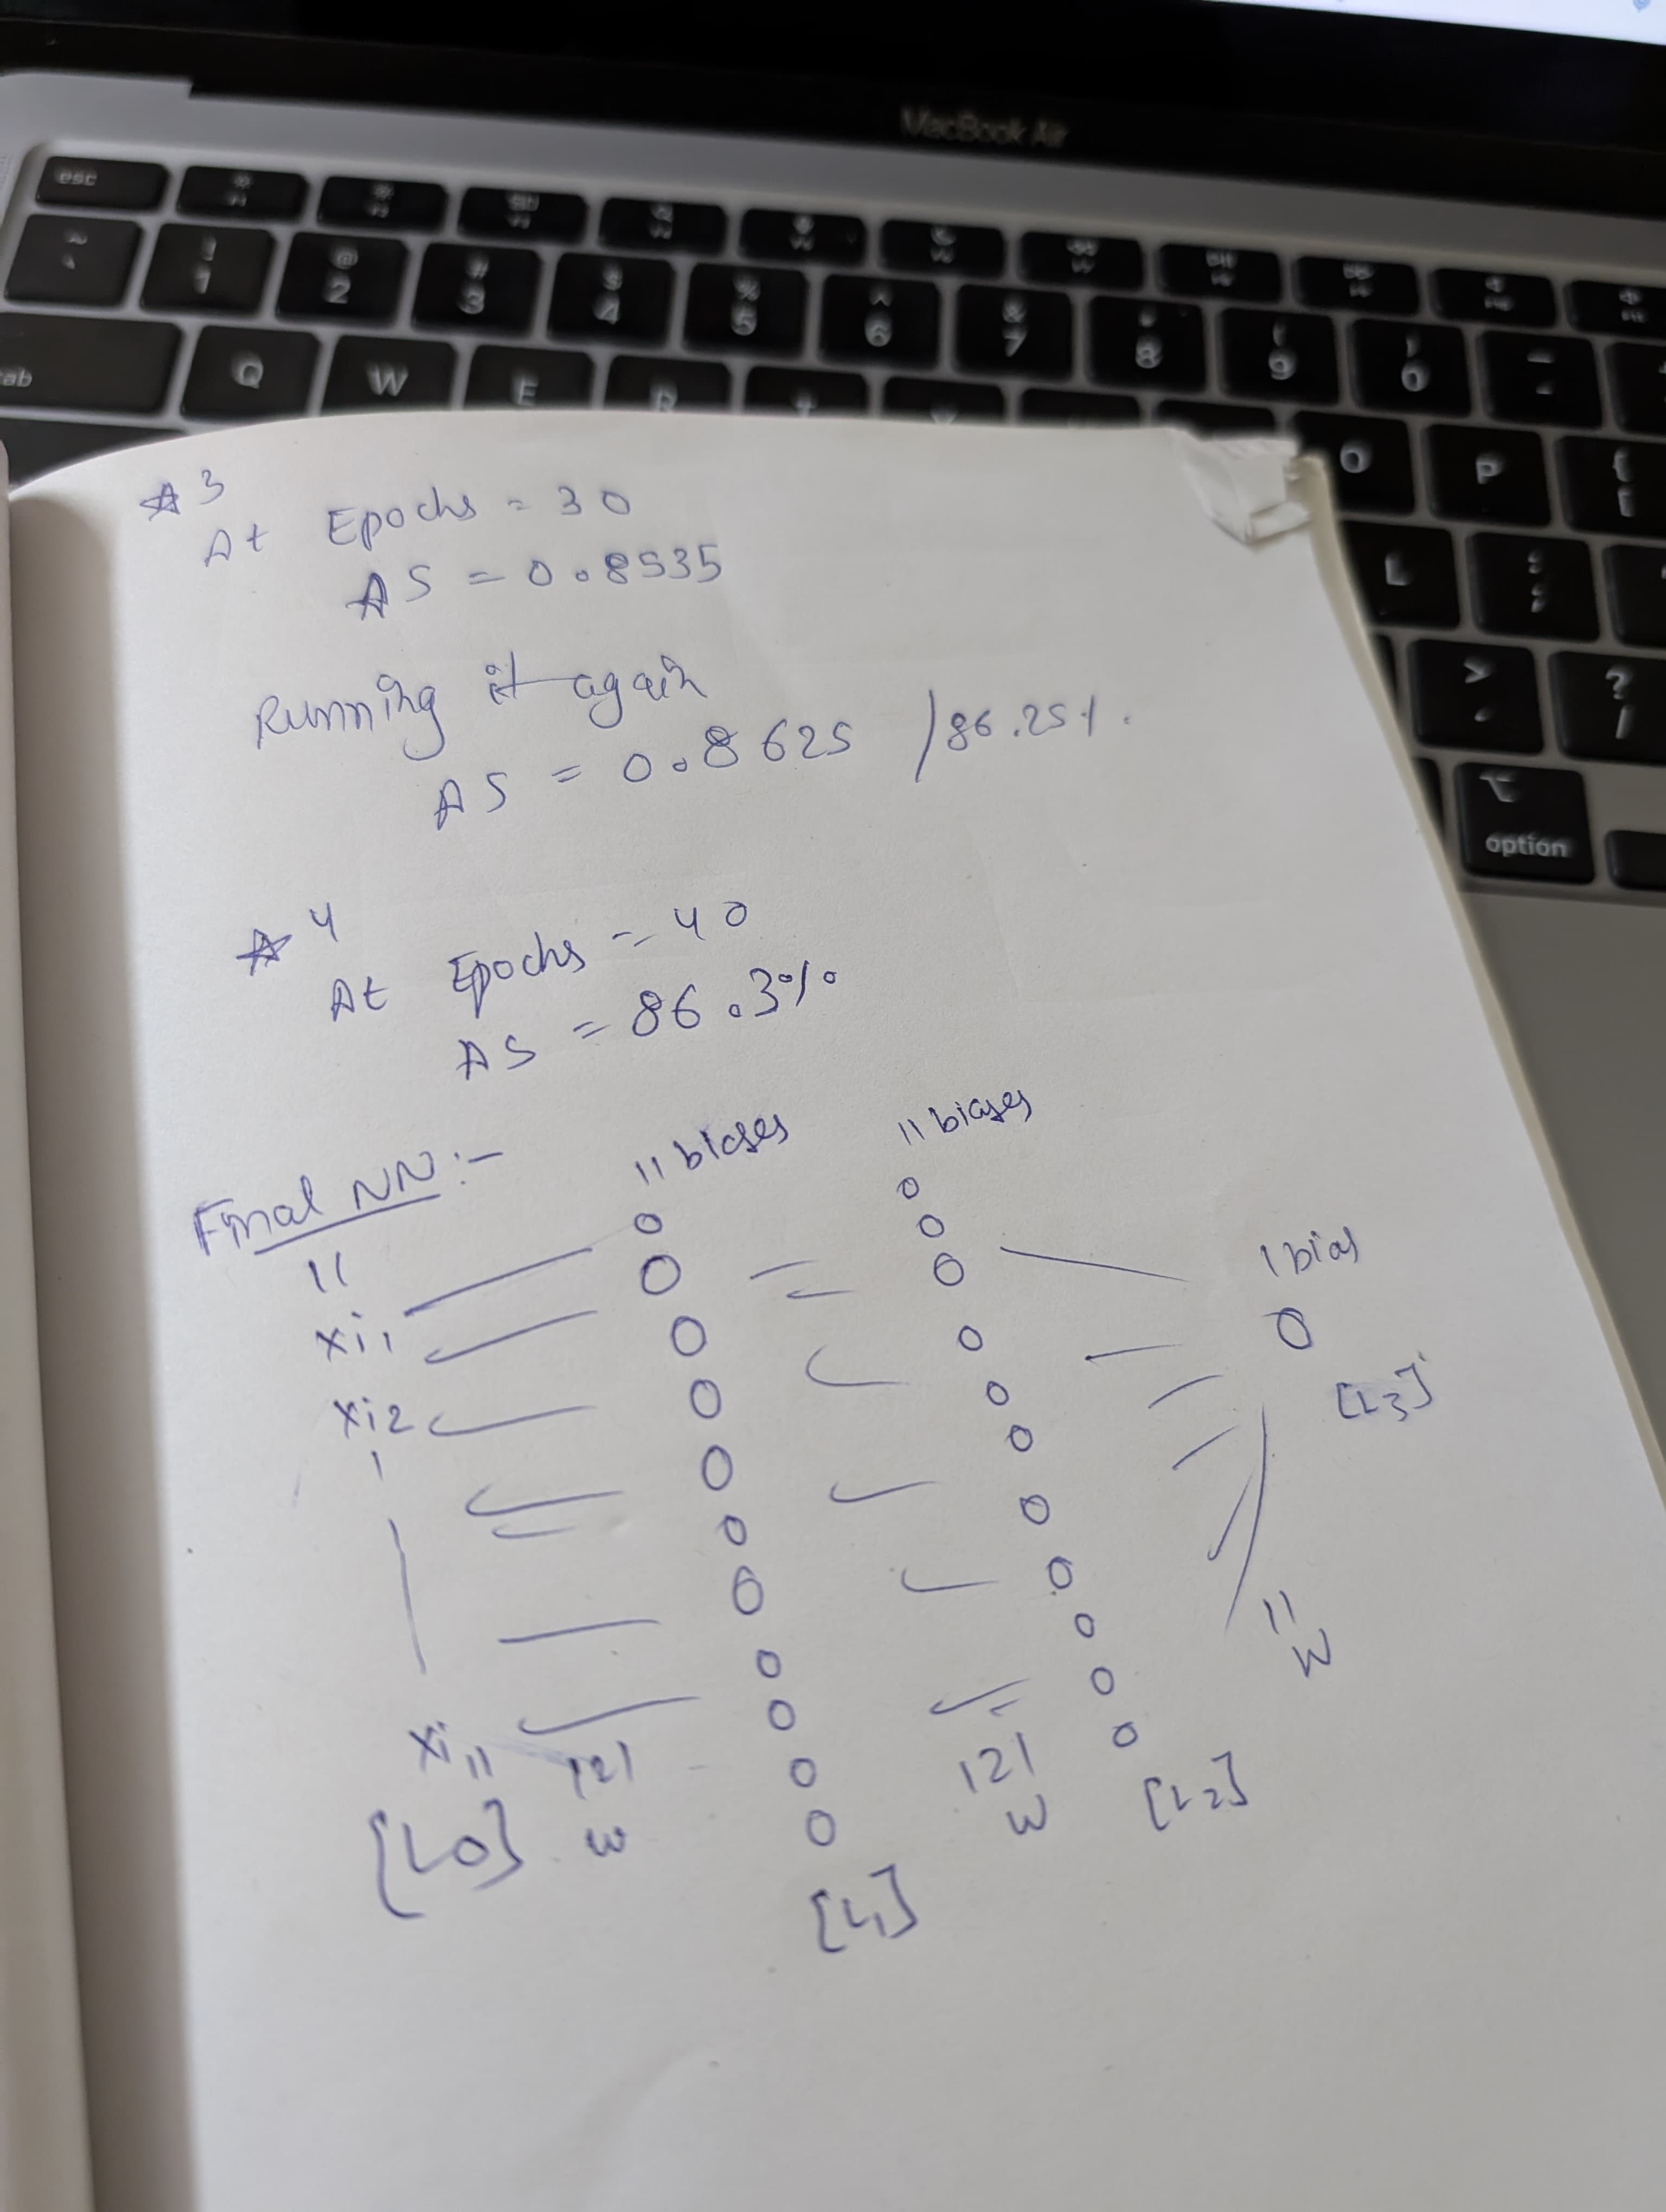 MacBook Air
esc
! 1 @ 2 # 3 $ 4 % 5 ^ 6 & 7 * 8 ( 9 ) 0 — -
tab Q W E R O P { [
L : ;
> . ? /
option
☆3
At Epochs = 30
AS = 0.8535
Running it again
AS = 0.8625 / 86.25%.
☆4
At Epochs = 40
AS = 86.3%
Final NN:-
11 biases 11 biases 1 bias
11
xi1
xi2
xi11
121 W 121 W 11 W
[L0] [L1] [L2] [L3]